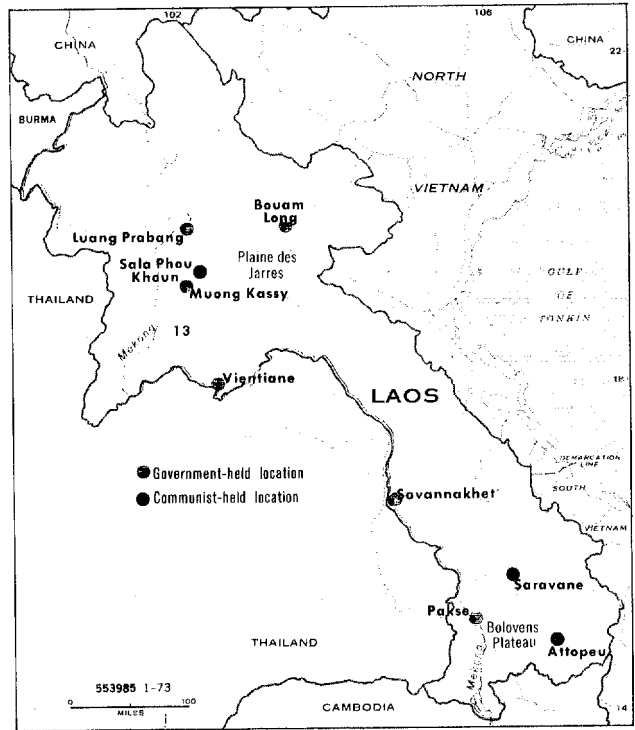 102
106
CHINA
CHINA
22
NORTH
BURMA
VIETNAM
Bouam
Long
Luang Prabang
Sala Phou
Khoun
Plaine des
Jarres
GULF
OF
TONKIN
THAILAND
Muong Kassy
Mekong
13
Vientiane
18
LAOS
DEMARCATION
LINE
Government-held location
Communist-held location
Savannakhet
SOUTH
VIETNAM
Saravane
Pakse
Bolovens
Plateau
THAILAND
Attopeu
Mekong
553985 1-73
0 100
MILES
CAMBODIA
14